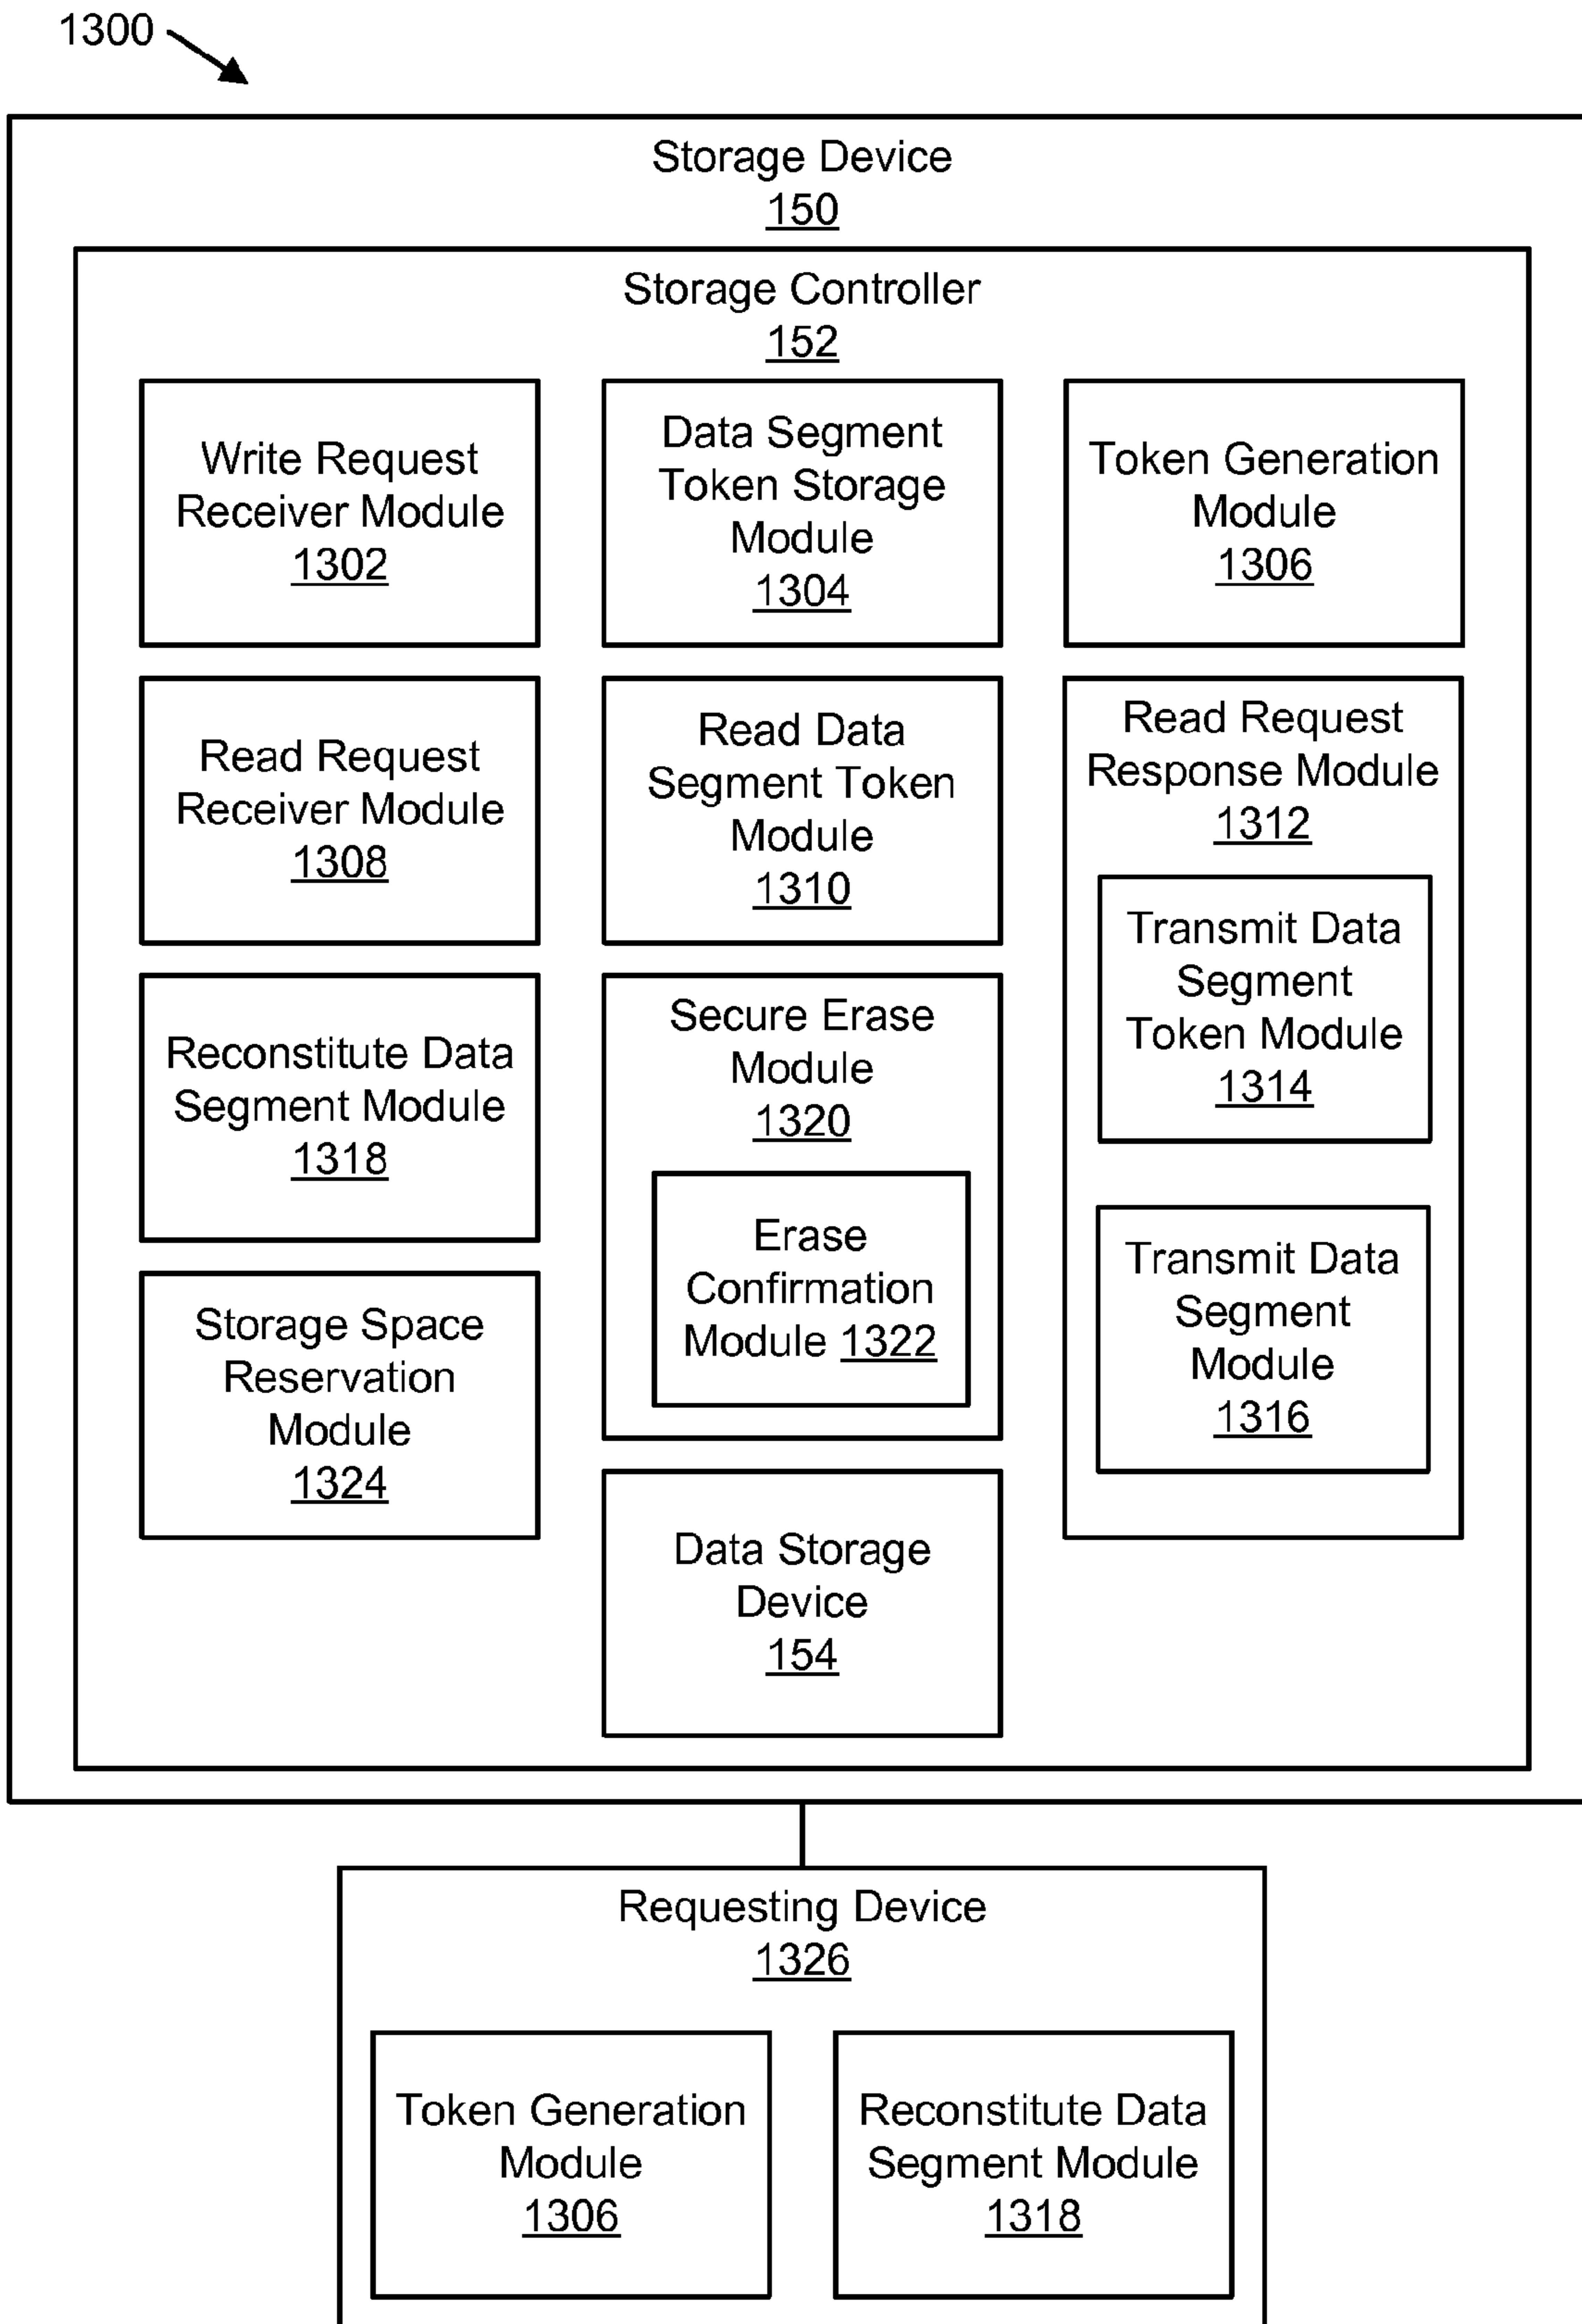 1300
Storage Device
150
Storage Controller
152
Write Request
Receiver Module
1302
Data Segment
Token Storage
Module
1304
Token Generation
Module
1306
Read Request
Receiver Module
1308
Read Data
Segment Token
Module
1310
Read Request
Response Module
1312
Transmit Data
Segment
Token Module
1314
Transmit Data
Segment
Module
1316
Reconstitute Data
Segment Module
1318
Secure Erase
Module
1320
Erase
Confirmation
Module 1322
Storage Space
Reservation
Module
1324
Data Storage
Device
154
Requesting Device
1326
Token Generation
Module
1306
Reconstitute Data
Segment Module
1318